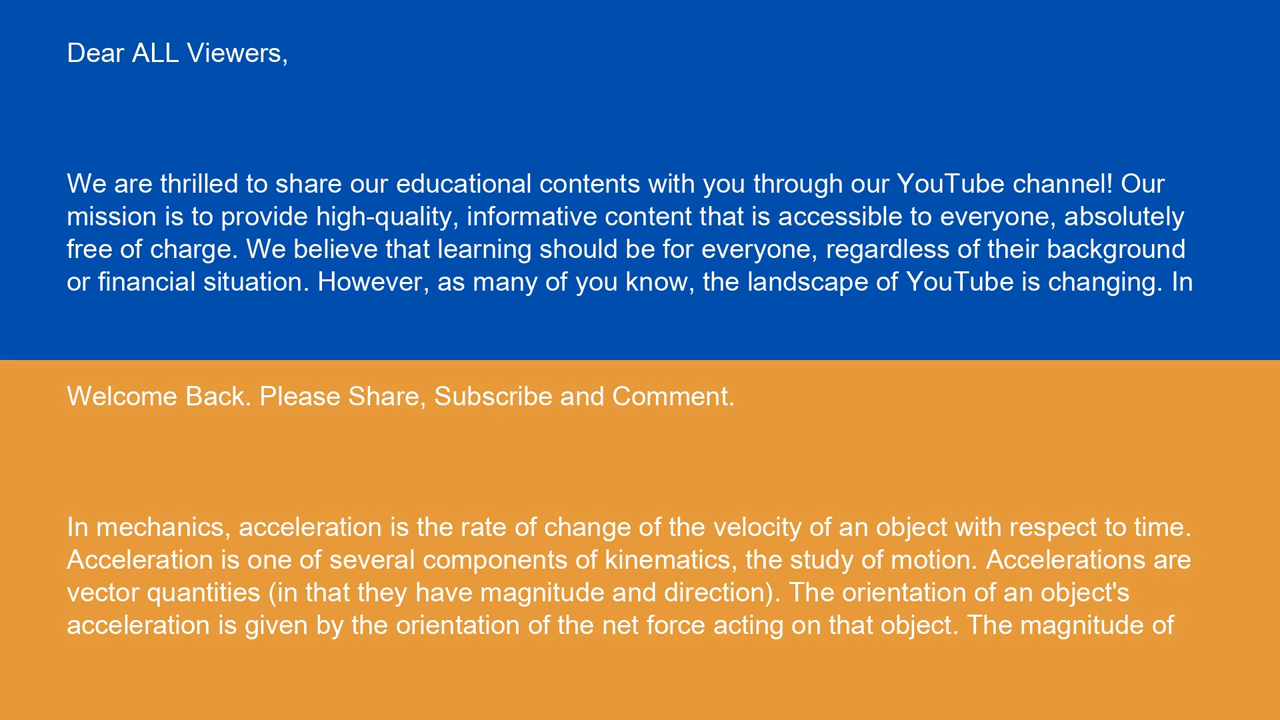 Dear ALL Viewers,
We are thrilled to share our educational contents with you through our YouTube channel! Our
mission is to provide high-quality, informative content that is accessible to everyone, absolutely
free of charge. We believe that learning should be for everyone, regardless of their background
or financial situation. However, as many of you know, the landscape of YouTube is changing. In
Welcome Back. Please Share, Subscribe and Comment.
In mechanics, acceleration is the rate of change of the velocity of an object with respect to time.
Acceleration is one of several components of kinematics, the study of motion. Accelerations are
vector quantities (in that they have magnitude and direction). The orientation of an object's
acceleration is given by the orientation of the net force acting on that object. The magnitude of